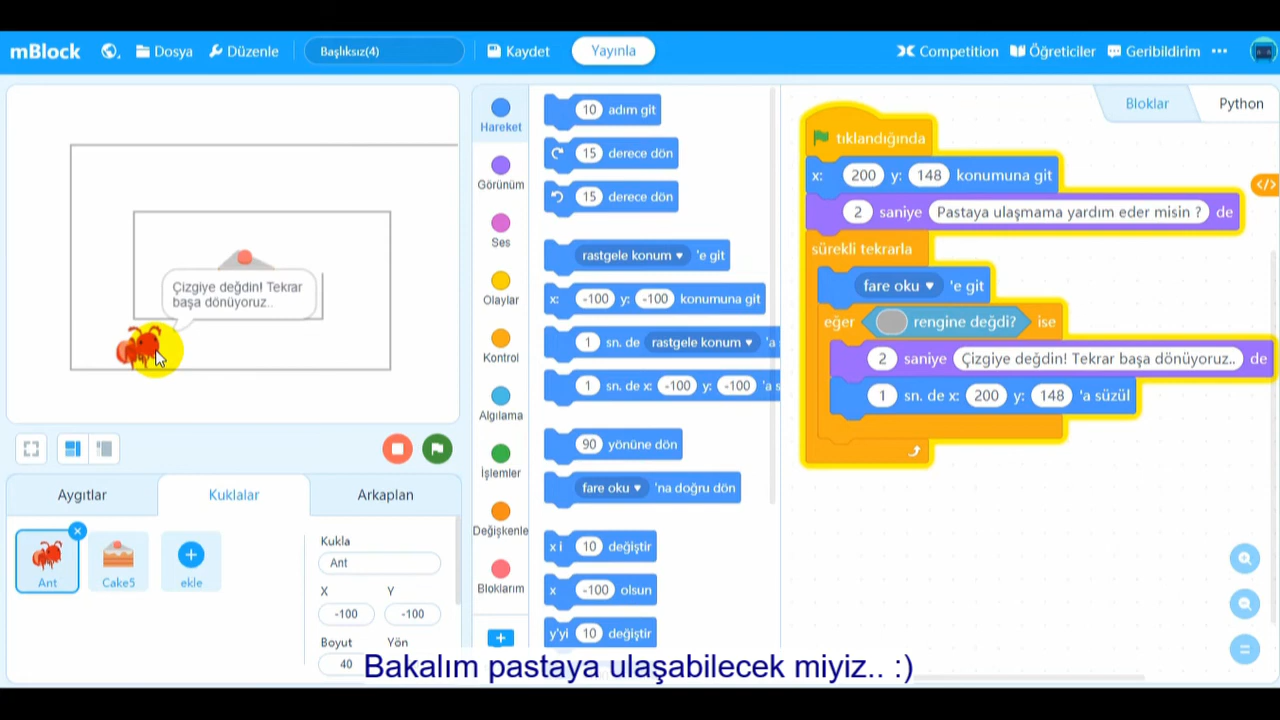 mBlock
Dosya
Düzenle
Başlıksız(4)
Kaydet
Yayınla
Competition
Öğreticiler
Geribildirim
Çizgiye değdin! Tekrar
başa dönüyoruz..
Aygıtlar
Kuklalar
Arkaplan
Ant
Cake5
ekle
Kukla
Ant
X
Y
-100
-100
Boyut
Yön
40
Hareket
Görünüm
Ses
Olaylar
Kontrol
Algılama
İşlemler
Değişkenle
Bloklarım
10 adım git
15 derece dön
15 derece dön
rastgele konum 'e git
x: -100 y: -100 konumuna git
1 sn. de rastgele konum 'a
1 sn. de x: -100 y: -100 'a s
90 yönüne dön
fare oku 'na doğru dön
x i 10 değiştir
x -100 olsun
y'yi 10 değiştir
Bloklar
Python
</>
tıklandığında
x: 200 y: 148 konumuna git
2 saniye Pastaya ulaşmama yardım eder misin ? de
sürekli tekrarla
fare oku 'e git
eğer rengine değdi? ise
2 saniye Çizgiye değdin! Tekrar başa dönüyoruz.. de
1 sn. de x: 200 y: 148 'a süzül
Bakalım pastaya ulaşabilecek miyiz.. :)